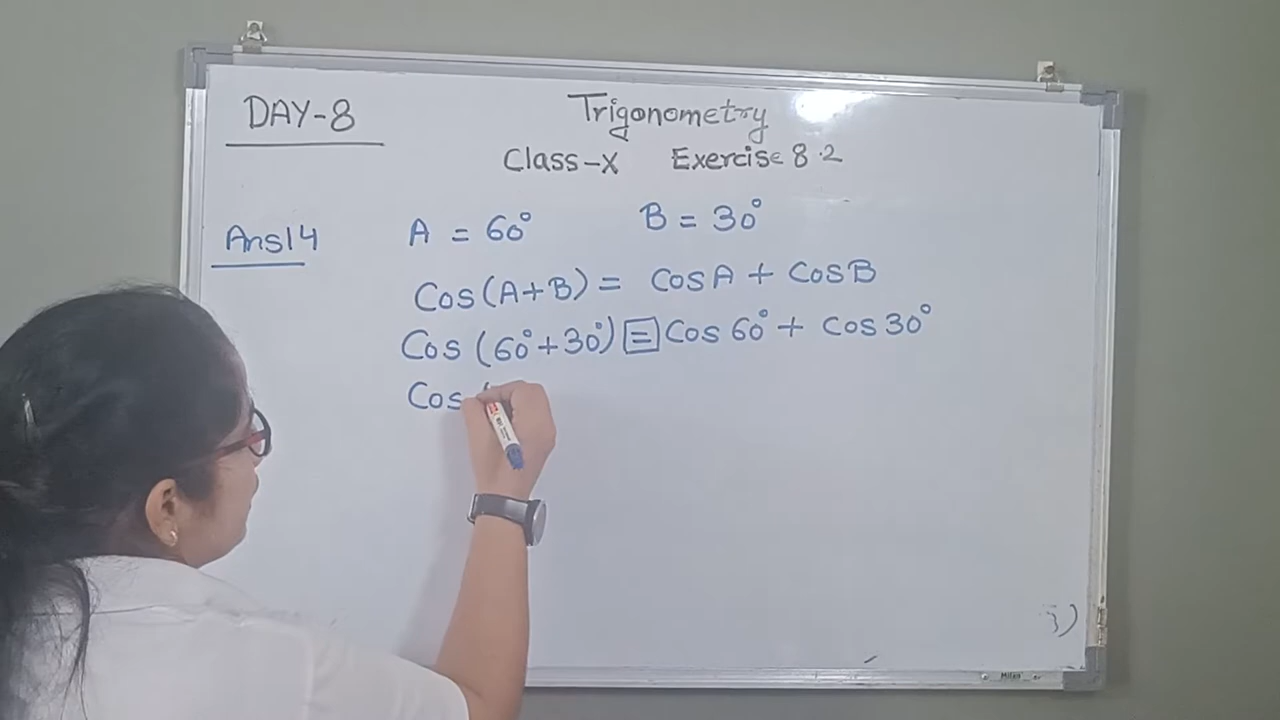 DAY-8
Trigonometry
Class-X Exercise 8.2
Ans14 A = 60° B = 30°
Cos(A+B) = CosA + CosB
Cos (60°+30°) = Cos 60° + Cos 30°
Cos (
Milan